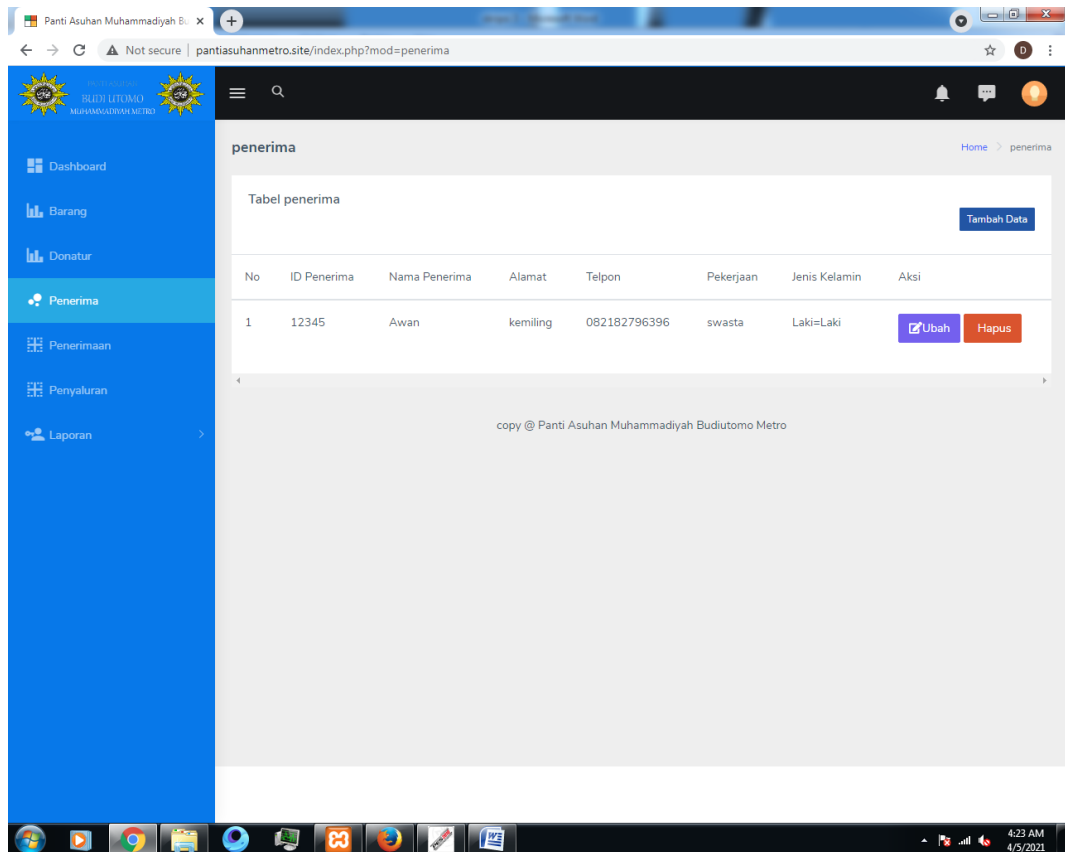 Panti Asuhan Muhammadiyah Bu
Not secure | pantiasuhanmetro.site/index.php?mod=penerima
D
PANTI ASUHAN
BUDI UTOMO
MUHAMMADIYAH METRO
Dashboard
Barang
Donatur
Penerima
Penerimaan
Penyaluran
Laporan
penerima
Home > penerima
Tabel penerima
Tambah Data
No ID Penerima Nama Penerima Alamat Telpon Pekerjaan Jenis Kelamin Aksi
1 12345 Awan kemiling 082182796396 swasta Laki=Laki Ubah Hapus
copy @ Panti Asuhan Muhammadiyah Budiutomo Metro
4:23 AM
4/5/2021